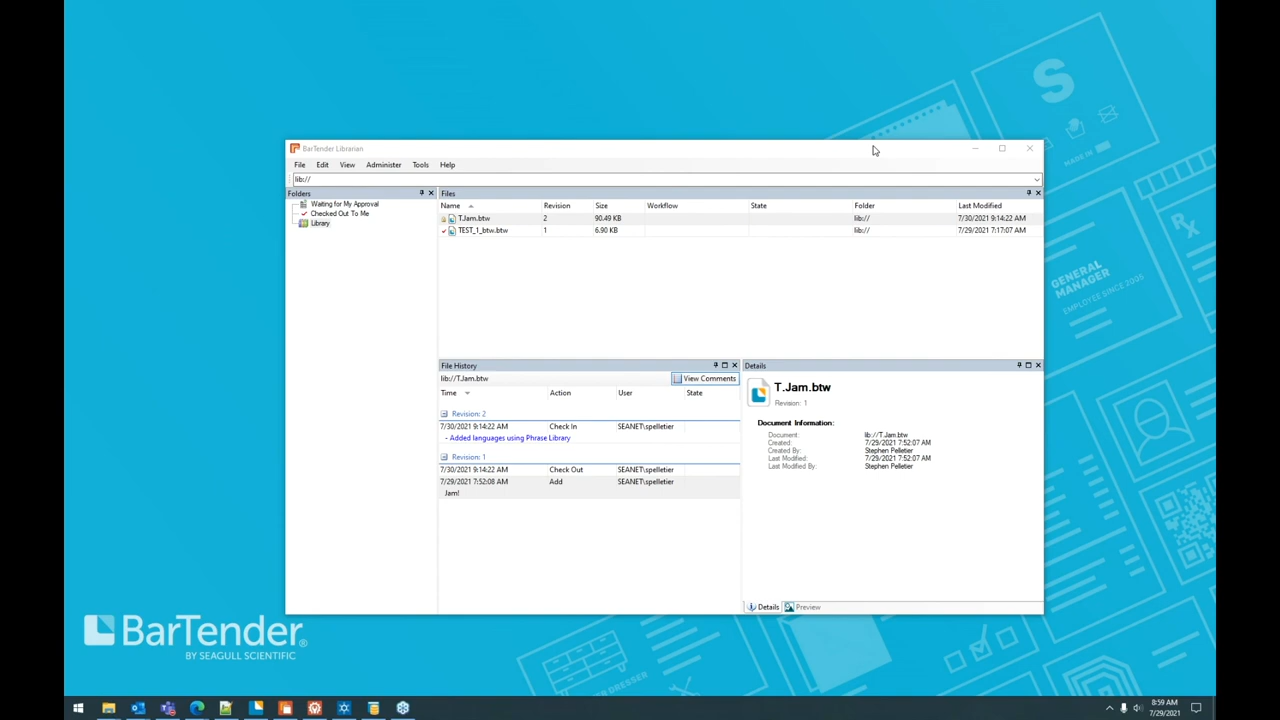 S
MADE IN
BarTender Librarian
File Edit View Administer Tools Help
lib://
Folders
Files
Waiting for My Approval
Checked Out To Me
Library
Name Revision Size Workflow State Folder Last Modified
T.Jam.btw 2 90.49 KB lib:// 7/30/2021 9:14:22 AM
TEST_1_btw.btw 1 6.90 KB lib:// 7/29/2021 7:17:07 AM
Rx
GENERAL
MANAGER
EMPLOYEE SINCE 2005
File History
lib://T.Jam.btw View Comments
Time Action User State
Revision: 2
7/30/2021 9:14:22 AM Check In SEANET\spelletier
- Added languages using Phrase Library
Revision: 1
7/30/2021 9:14:22 AM Check Out SEANET\spelletier
7/29/2021 7:52:08 AM Add SEANET\spelletier
Jam!
Details
T.Jam.btw
Revision: 1
Document Information:
Document: lib://T.Jam.btw
Created: 7/29/2021 7:52:07 AM
Created By: Stephen Pelletier
Last Modified: 7/29/2021 7:52:07 AM
Last Modified By: Stephen Pelletier
Details Preview
BarTender
BY SEAGULL SCIENTIFIC
DRESSER
8:59 AM
7/29/2021